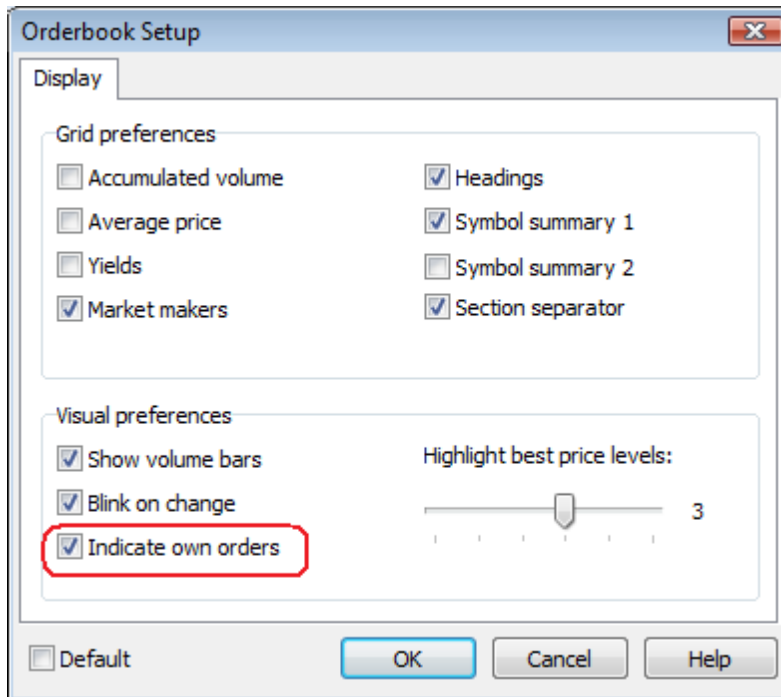 Orderbook Setup
Display
Grid preferences
Accumulated volume
Headings
Average price
Symbol summary 1
Yields
Symbol summary 2
Market makers
Section separator
Visual preferences
Show volume bars
Highlight best price levels:
Blink on change
3
Indicate own orders
Default
OK
Cancel
Help